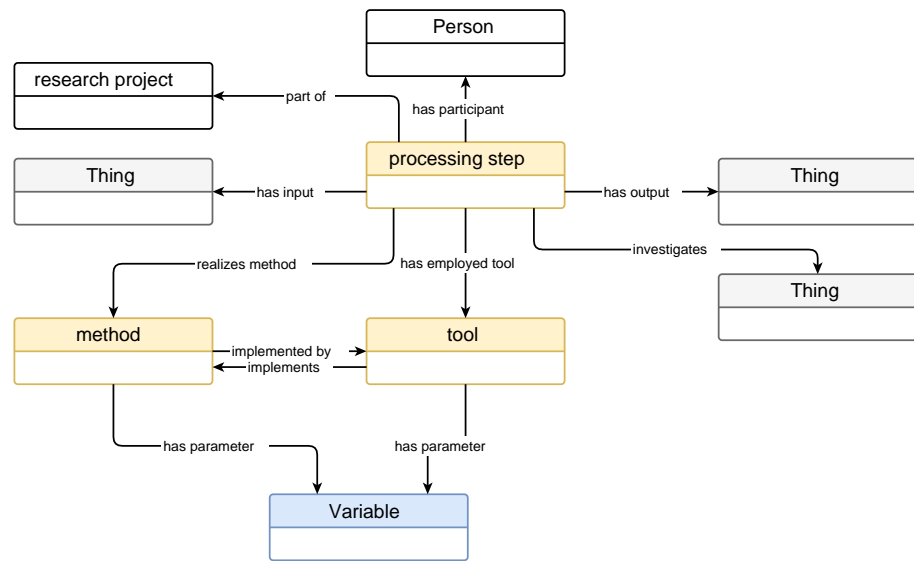 Person
research project
part of
has participant
processing step
Thing
has input
has output
Thing
investigates
realizes method
has employed tool
Thing
method
tool
implemented by
implements
has parameter
has parameter
Variable